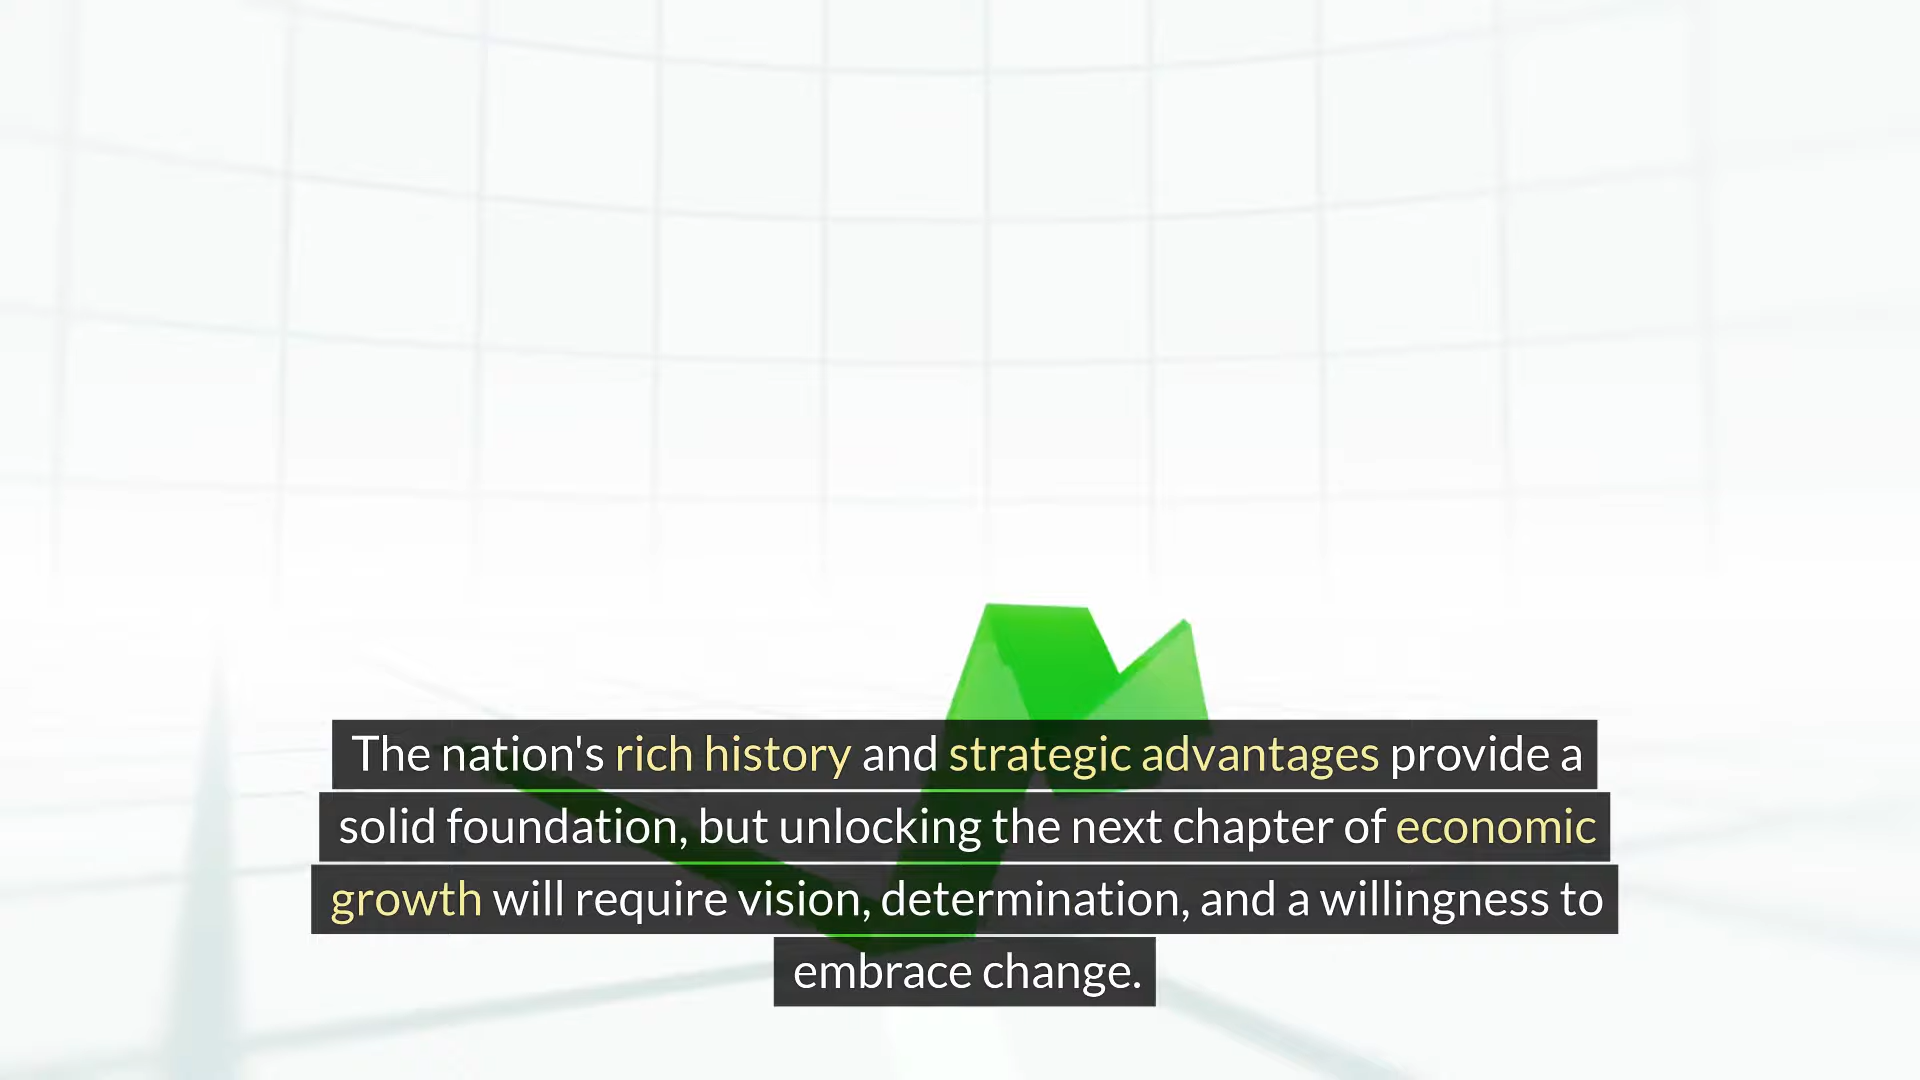 The nation's rich history and strategic advantages provide a
solid foundation, but unlocking the next chapter of economic
growth will require vision, determination, and a willingness to
embrace change.